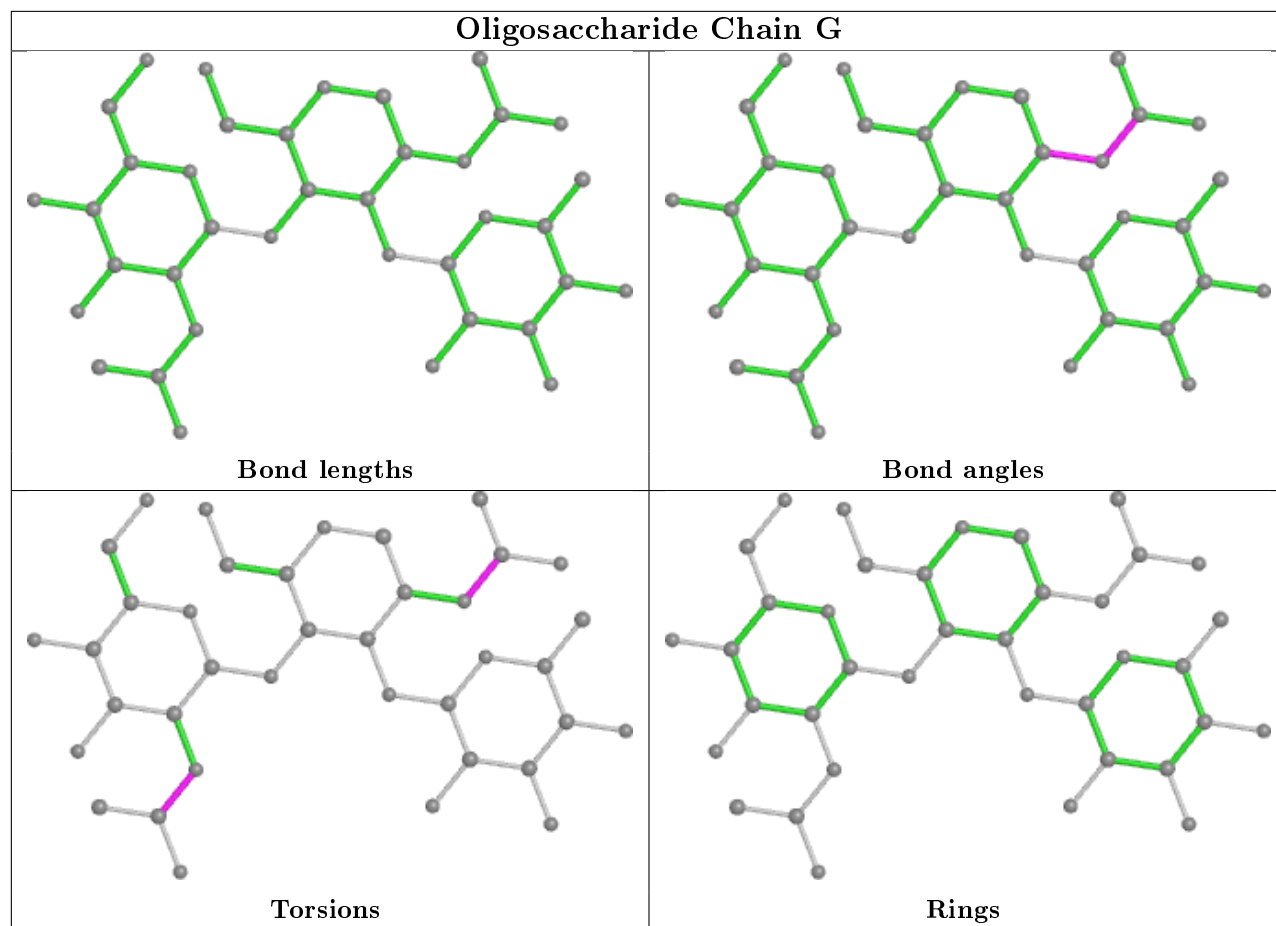 Oligosaccharide Chain G
Bond lengths
Bond angles
Torsions
Rings